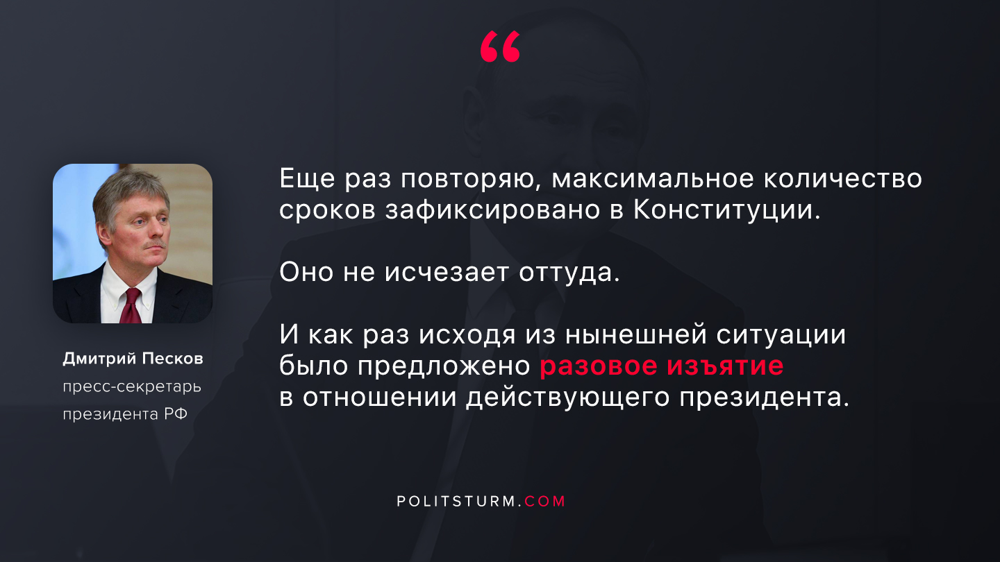 “
Еще раз повторяю, максимальное количество
сроков зафиксировано в Конституции.
Оно не исчезает оттуда.
И как раз исходя из нынешней ситуации
было предложено разовое изъятие
в отношении действующего президента.
Дмитрий Песков
пресс-секретарь
президента РФ
POLITSTURM.COM